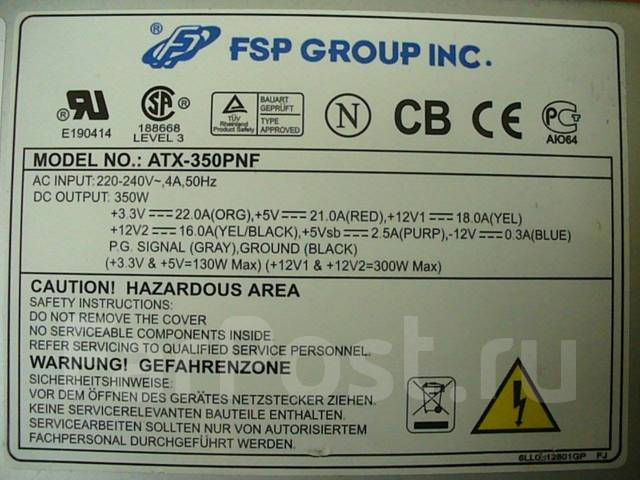 FSP GROUP INC.
E190414
188668
LEVEL 3
TÜV
Rheinland
Product Safety
BAUART
GEPRÜFT
TYPE
APPROVED
N
CB
CE
АЮ64
MODEL NO.: ATX-350PNF
AC INPUT: 220-240V~,4A,50Hz
DC OUTPUT: 350W
+3.3V 22.0A(ORG),+5V 21.0A(RED), +12V1 18.0A(YEL)
+12V2 16.0A(YEL/BLACK),+5Vsb 2.5A(PURP),-12V 0.3A(BLUE)
P.G. SIGNAL (GRAY),GROUND (BLACK)
(+3.3V & +5V=130W Max) (+12V1 & +12V2=300W Max)
CAUTION! HAZARDOUS AREA
SAFETY INSTRUCTIONS:
DO NOT REMOVE THE COVER
NO SERVICEABLE COMPONENTS INSIDE.
REFER SERVICING TO QUALIFIED SERVICE PERSONNEL.
WARNUNG! GEFAHRENZONE
SICHERHEITSHINWEISE:
VOR DEM ÖFFNEN DES GERÄTES NETZSTECKER ZIEHEN.
KEINE SERVICERELEVANTEN BAUTEILE ENTHALTEN.
SERVICEARBEITEN SOLLTEN NUR VON AUTORISIERTEM
FACHPERSONAL DURCHGEFÜHRT WERDEN.
FJ